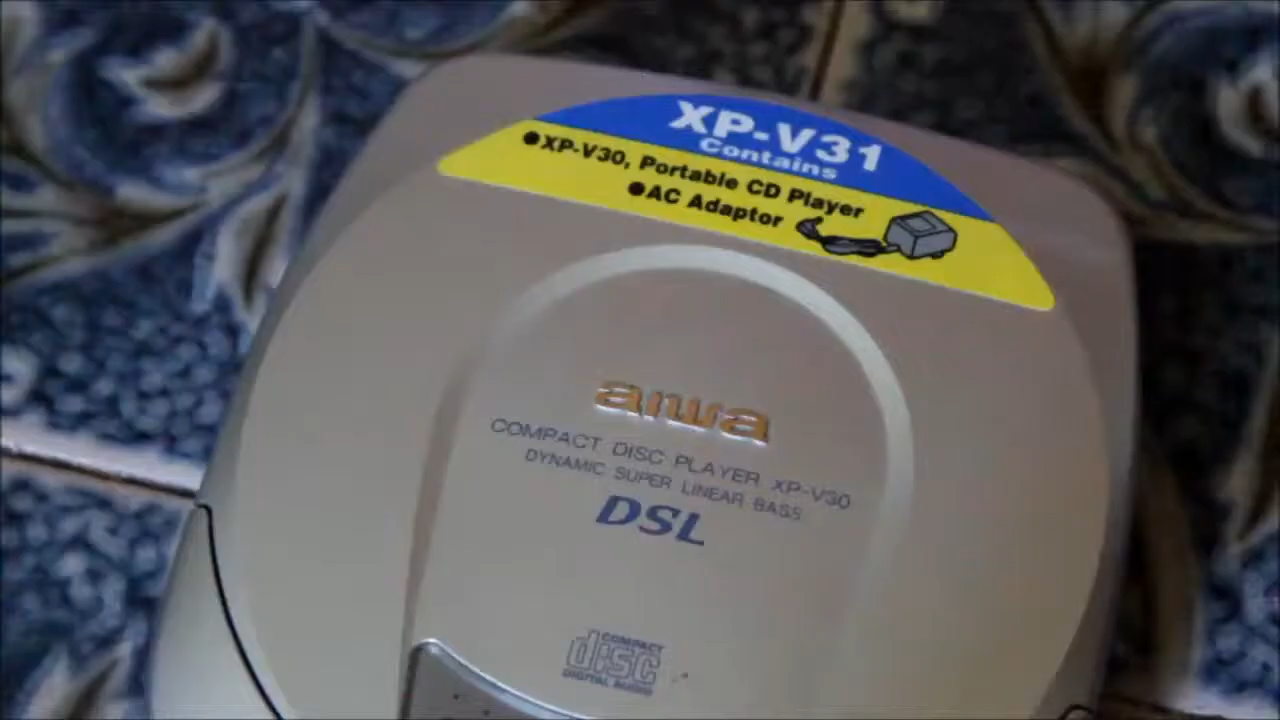 XP-V31
Contains
●XP-V30, Portable CD Player
●AC Adaptor
aiwa
COMPACT DISC PLAYER XP-V30
DYNAMIC SUPER LINEAR BASS
DSL
COMPACT
disc
DIGITAL AUDIO